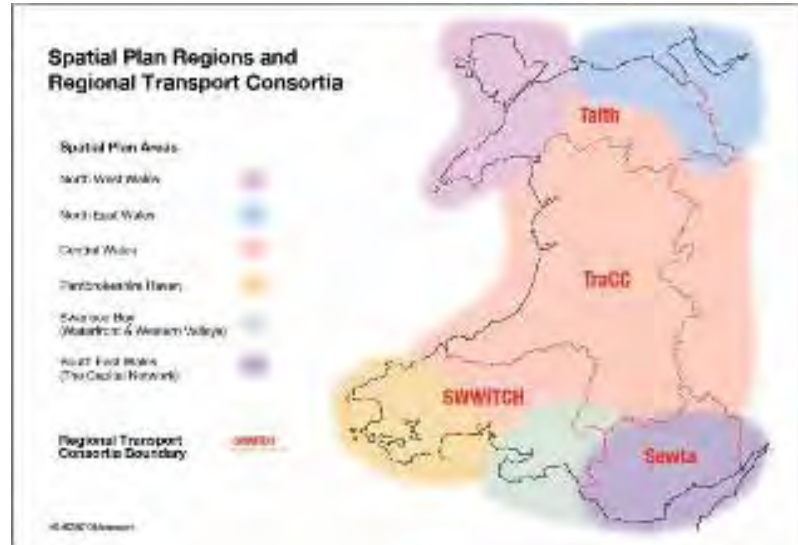 Spatial Plan Regions and
Regional Transport Consortia
Spatial Plan Areas
North West Wales
North East Wales
Central Wales
Pembrokeshire Haven
Swansea Bay
(Waterfront & Western Valleys)
South East Wales
(The Capital Network)
Regional Transport
Consortia Boundary
SWWITCH
Taith
TraCC
SWWITCH
Sewta